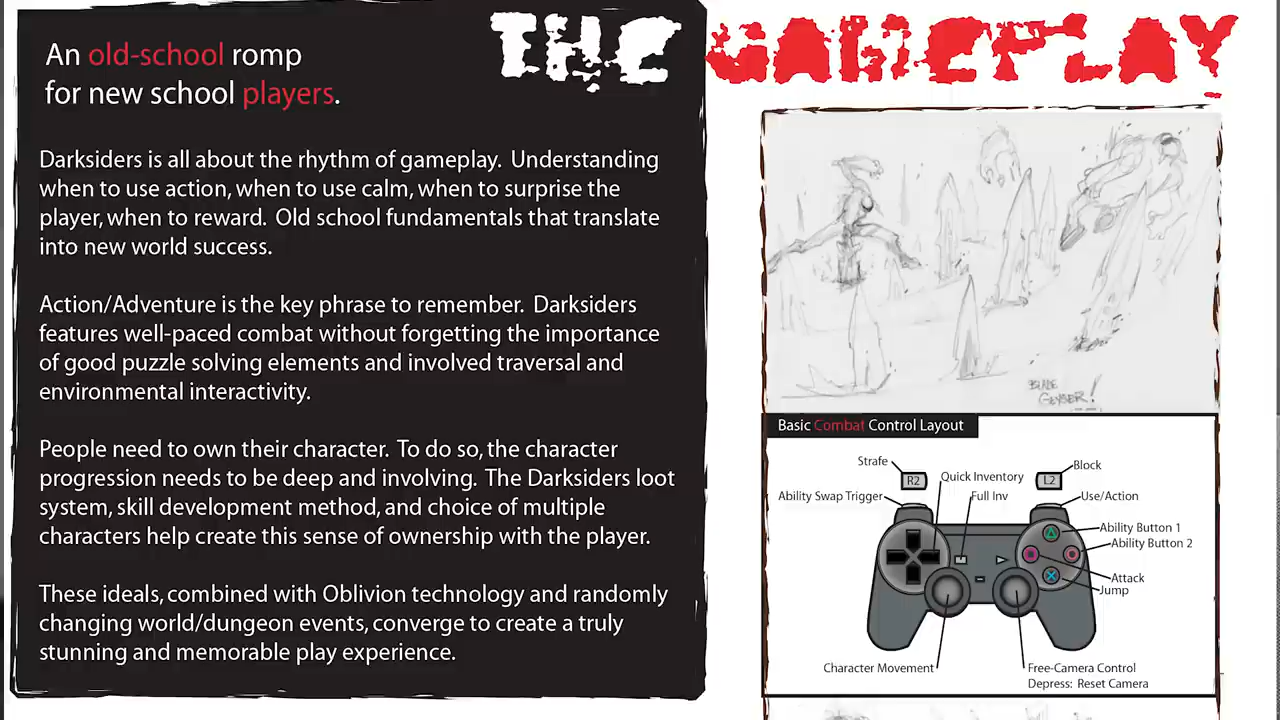 THE GAMEPLAY
An old-school romp
for new school players.
Darksiders is all about the rhythm of gameplay. Understanding
when to use action, when to use calm, when to surprise the
player, when to reward. Old school fundamentals that translate
into new world success.
Action/Adventure is the key phrase to remember. Darksiders
features well-paced combat without forgetting the importance
of good puzzle solving elements and involved traversal and
environmental interactivity.
People need to own their character. To do so, the character
progression needs to be deep and involving. The Darksiders loot
system, skill development method, and choice of multiple
characters help create this sense of ownership with the player.
These ideals, combined with Oblivion technology and randomly
changing world/dungeon events, converge to create a truly
stunning and memorable play experience.
BLADE
GEYSER!
Basic Combat Control Layout
Strafe
R2
Quick Inventory
L2
Block
Ability Swap Trigger
Full Inv
Use/Action
Ability Button 1
Ability Button 2
Attack
Jump
Character Movement
Free-Camera Control
Depress: Reset Camera